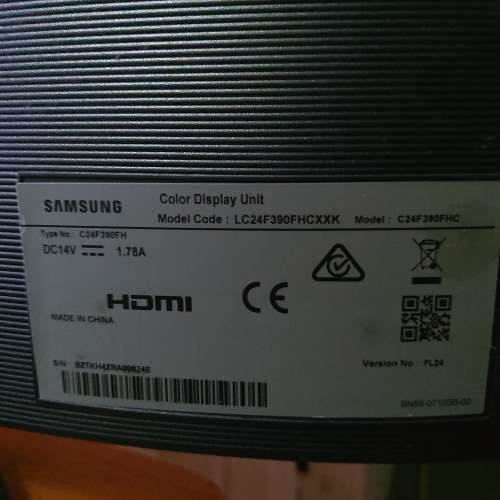 SAMSUNG
Color Display Unit
Model Code : LC24F390FHCXXK Model : C24F390FHC
Type No.: C24F390FH
DC14V 1.78A
HDMI CE
MADE IN CHINA
S/N
Version No : FL24